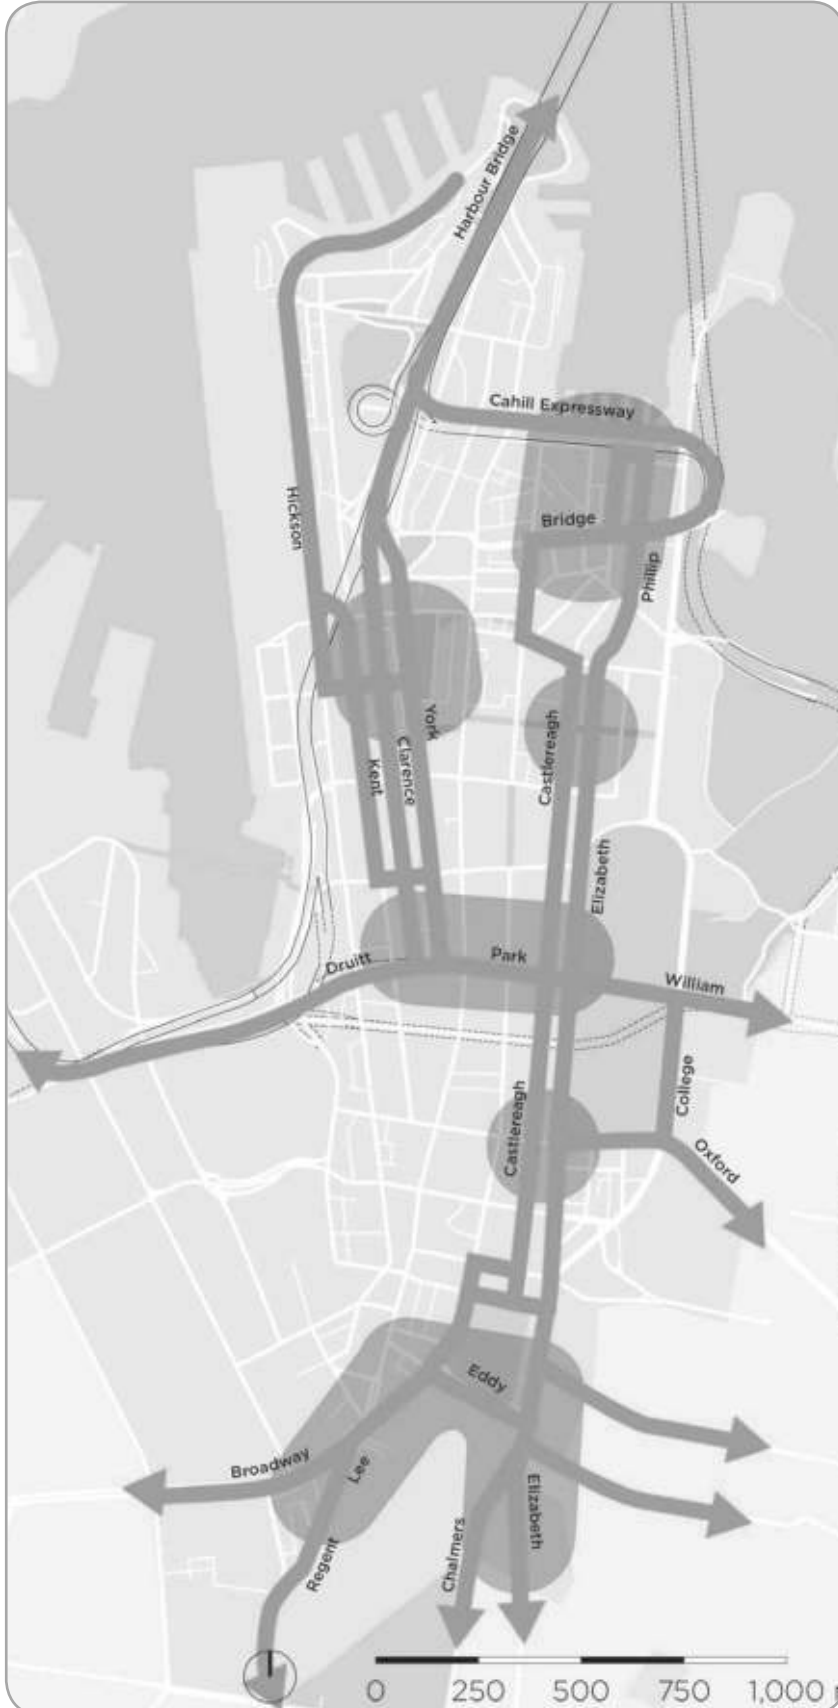 Harbour Bridge
Cahill Expressway
Hickson
Bridge
Phillip
York
Clarence
Kent
Castlereagh
Elizabeth
Druitt
Park
William
College
Castlereagh
Oxford
Eddy
Broadway
Lee
Regent
Chalmers
Elizabeth
0 250 500 750 1,000